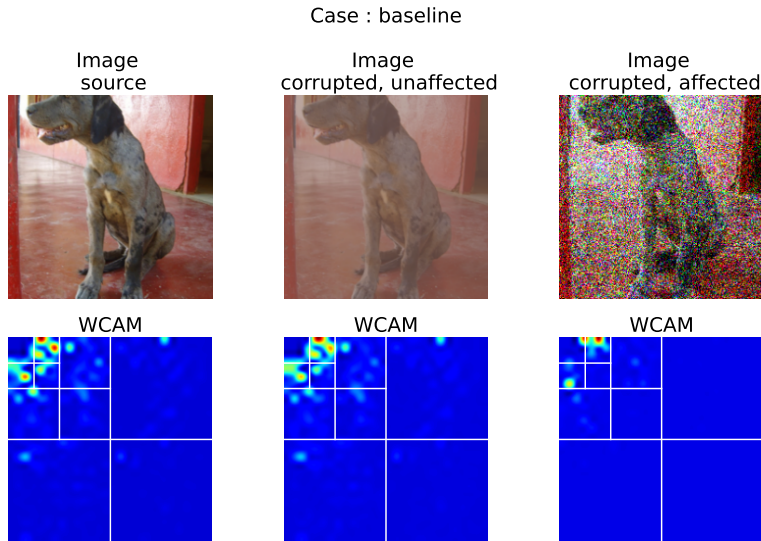 Case : baseline
Image
source
Image
corrupted, unaffected
Image
corrupted, affected
WCAM
WCAM
WCAM